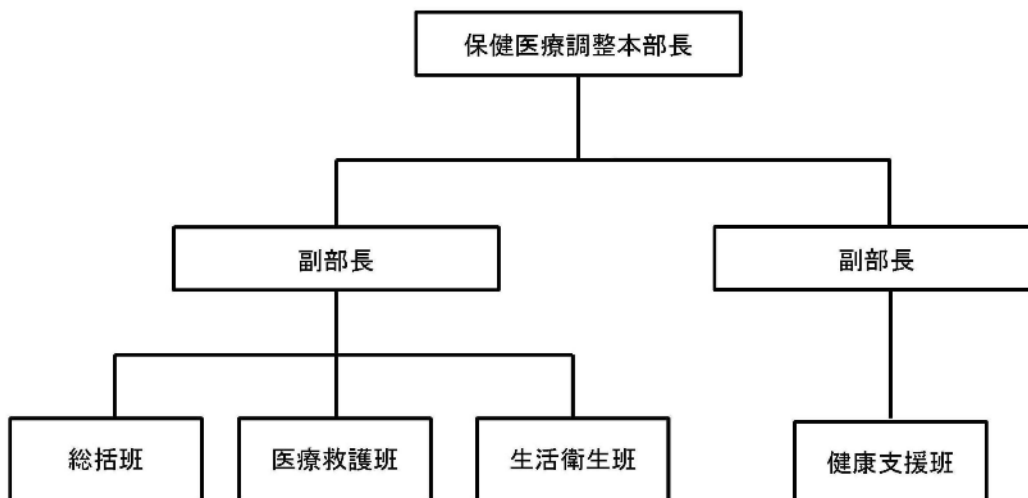 保健医療調整本部長
副部長
副部長
総括班
医療救護班
生活衛生班
健康支援班